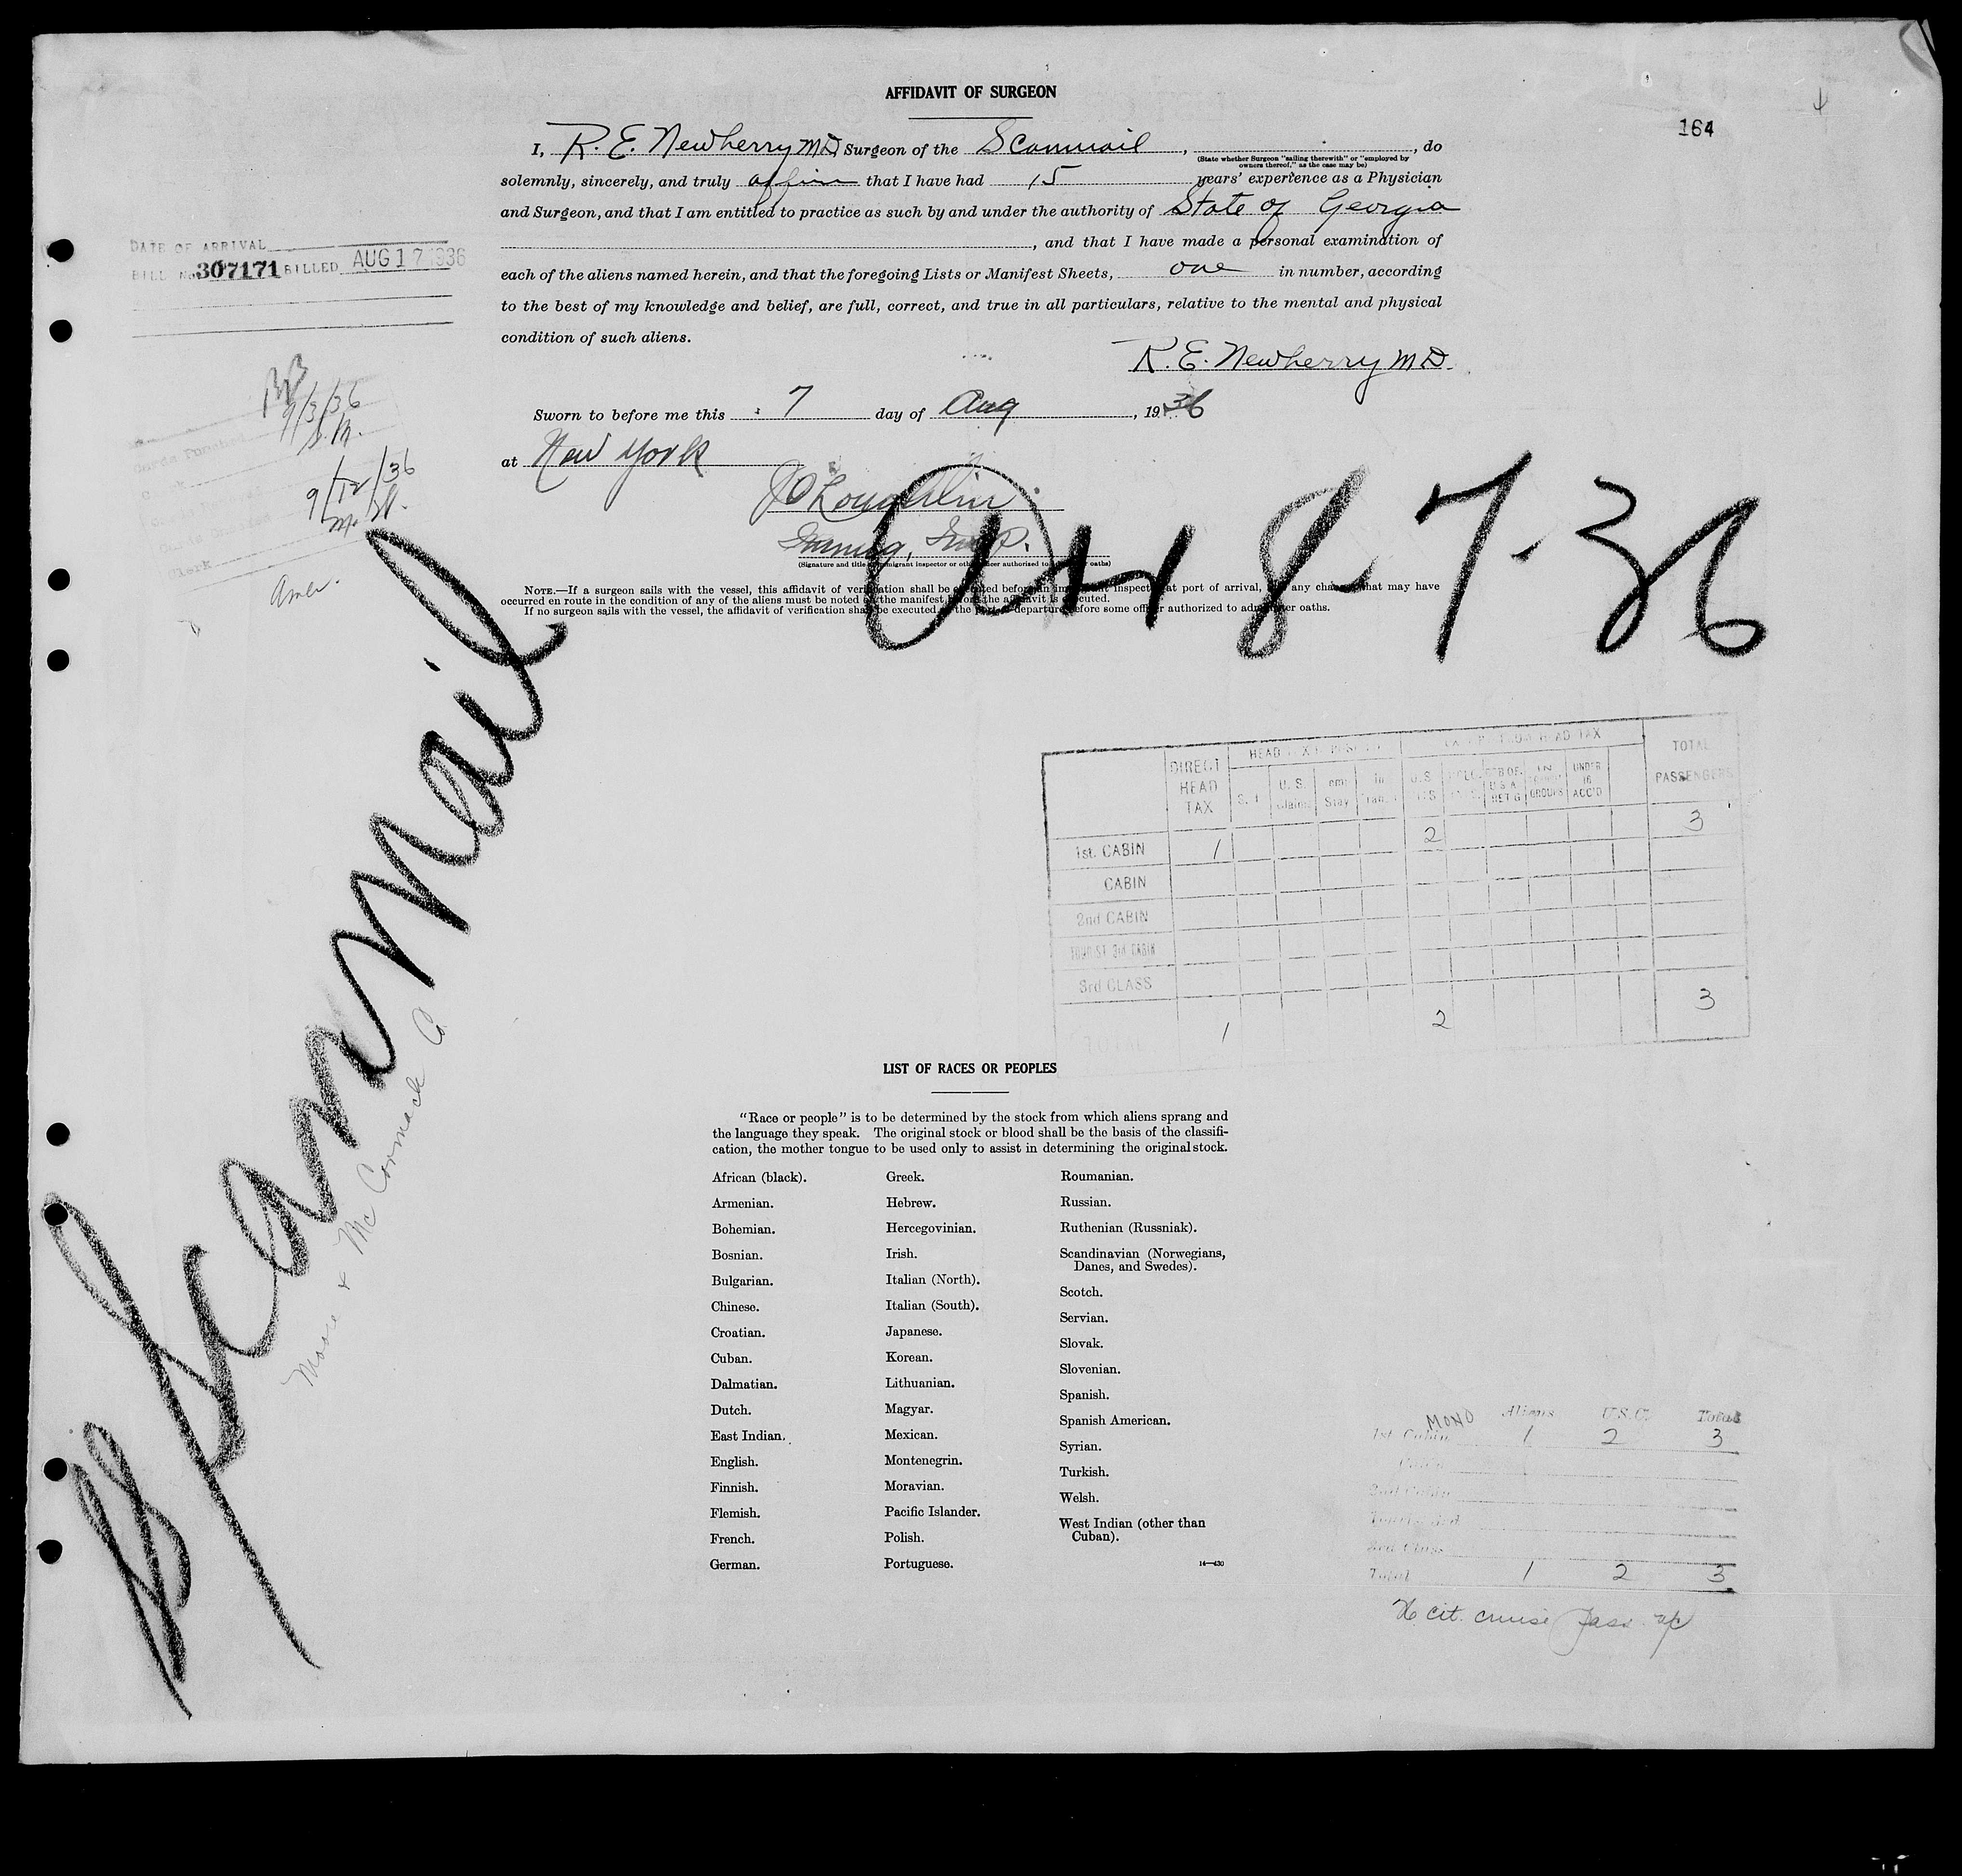 164
AFFIDAVIT OF SURGEON
I, R. E. Newberry MD, Surgeon of the Scanmail, , do
(State whether Surgeon "sailing therewith" or "employed by owners thereof," as the case may be)
solemnly, sincerely, and truly affirm that I have had 15 years' experience as a Physician
and Surgeon, and that I am entitled to practice as such by and under the authority of State of Georgia
, and that I have made a personal examination of
each of the aliens named herein, and that the foregoing Lists or Manifest Sheets, one in number, according
to the best of my knowledge and belief, are full, correct, and true in all particulars, relative to the mental and physical
condition of such aliens.
R. E. Newberry MD.
Sworn to before me this 7 day of Aug, 1936
at New York
J O'Loughlin
Immig. Insp.
(Signature and title of immigrant inspector or other officer authorized to administer oaths)
NOTE.—If a surgeon sails with the vessel, this affidavit of verification shall be executed before an immigrant inspector at port of arrival, and any change that may have
occurred en route in the condition of any of the aliens must be noted on the manifest before the affidavit is executed.
If no surgeon sails with the vessel, the affidavit of verification shall be executed at the port of departure before some officer authorized to administer oaths.
DATE OF ARRIVAL
BILL No. 307171 BILLED AUG 17 1936
9/3/36
9/12/36
Clerk
Amer.
8-7-36
SS Scanmail
Moore & McCormack Co.
DIRECT HEAD TAX
U.S.
UNDER 16 ACC'D
TOTAL PASSENGERS
1st. CABIN 1 2 3
CABIN
2nd CABIN
TOURIST 3rd CABIN
3rd CLASS
TOTAL 1 2 3
LIST OF RACES OR PEOPLES
"Race or people" is to be determined by the stock from which aliens sprang and
the language they speak. The original stock or blood shall be the basis of the classifi-
cation, the mother tongue to be used only to assist in determining the original stock.
African (black).
Armenian.
Bohemian.
Bosnian.
Bulgarian.
Chinese.
Croatian.
Cuban.
Dalmatian.
Dutch.
East Indian.
English.
Finnish.
Flemish.
French.
German.
Greek.
Hebrew.
Hercegovinian.
Irish.
Italian (North).
Italian (South).
Japanese.
Korean.
Lithuanian.
Magyar.
Mexican.
Montenegrin.
Moravian.
Pacific Islander.
Polish.
Portuguese.
Roumanian.
Russian.
Ruthenian (Russniak).
Scandinavian (Norwegians,
Danes, and Swedes).
Scotch.
Servian.
Slovak.
Slovenian.
Spanish.
Spanish American.
Syrian.
Turkish.
Welsh.
West Indian (other than
Cuban).
14—430
MONO Aliens U.S.C. Total
1st Cabin 1 2 3
Cabin
2nd Cabin
3rd Class
Total 1 2 3
cit. cruise pass.